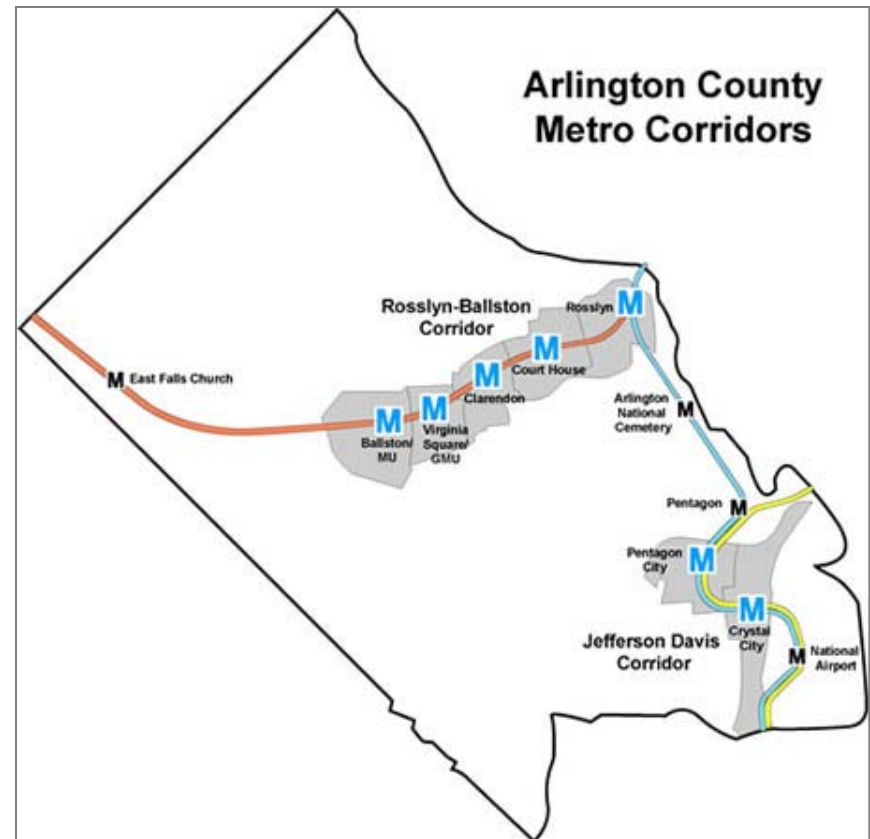 Arlington County
Metro Corridors
Rosslyn-Ballston
Corridor
Rosslyn
M
M
Court House
M
Clarendon
M East Falls Church
M
Ballston/
MU
M
Virginia
Square/
GMU
Arlington
National
Cemetery
M
Pentagon
M
Pentagon
City
M
M
Crystal
City
Jefferson Davis
Corridor
M
National
Airport